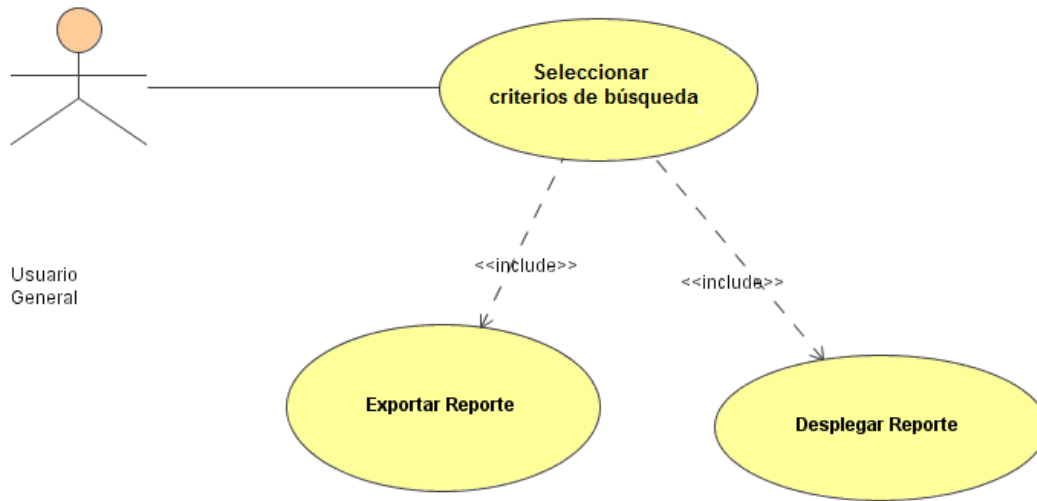 Seleccionar
criterios de búsqueda
<<include>>
<<include>>
Usuario
General
Exportar Reporte
Desplegar Reporte